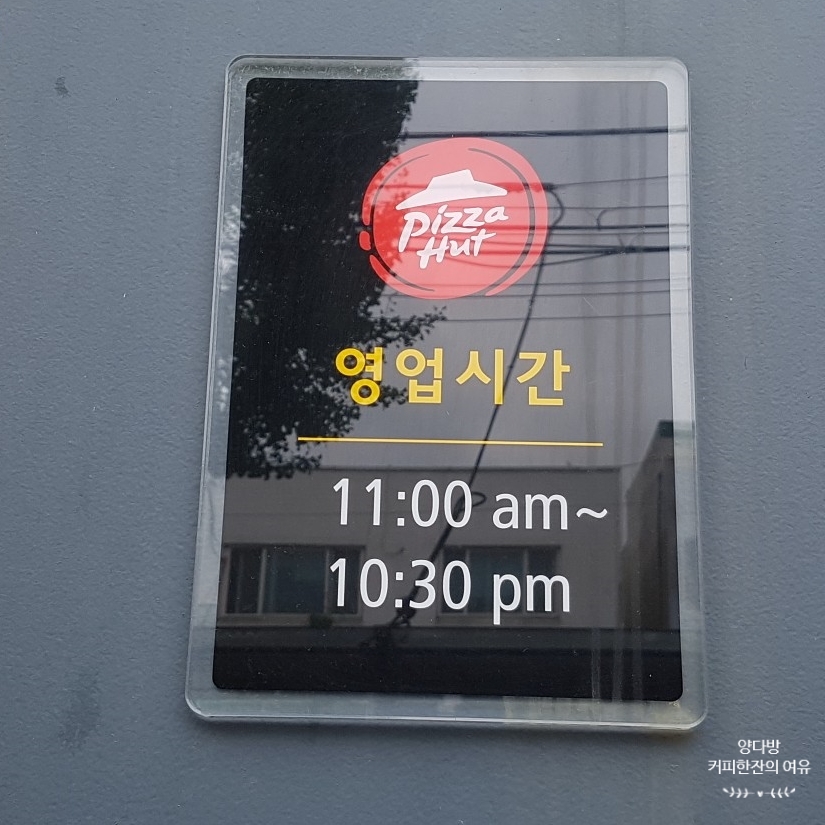 Pizza
Hut
영업시간
11:00 am~
10:30 pm
양다방
커피한잔의 여유